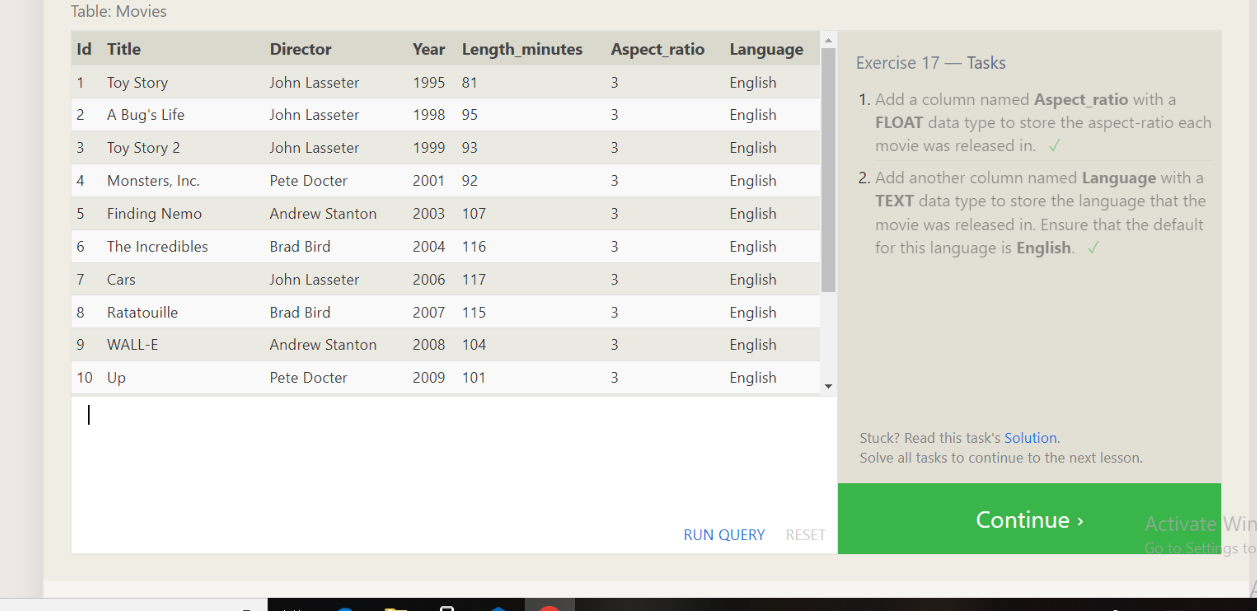 Table: Movies
Id Title Director Year Length_minutes Aspect_ratio Language
1 Toy Story John Lasseter 1995 81 3 English
2 A Bug's Life John Lasseter 1998 95 3 English
3 Toy Story 2 John Lasseter 1999 93 3 English
4 Monsters, Inc. Pete Docter 2001 92 3 English
5 Finding Nemo Andrew Stanton 2003 107 3 English
6 The Incredibles Brad Bird 2004 116 3 English
7 Cars John Lasseter 2006 117 3 English
8 Ratatouille Brad Bird 2007 115 3 English
9 WALL-E Andrew Stanton 2008 104 3 English
10 Up Pete Docter 2009 101 3 English
RUN QUERY RESET
Exercise 17 — Tasks
1. Add a column named Aspect_ratio with a
FLOAT data type to store the aspect-ratio each
movie was released in. ✓
2. Add another column named Language with a
TEXT data type to store the language that the
movie was released in. Ensure that the default
for this language is English. ✓
Stuck? Read this task's Solution.
Solve all tasks to continue to the next lesson.
Continue ›
Activate Win
Go to Settings to